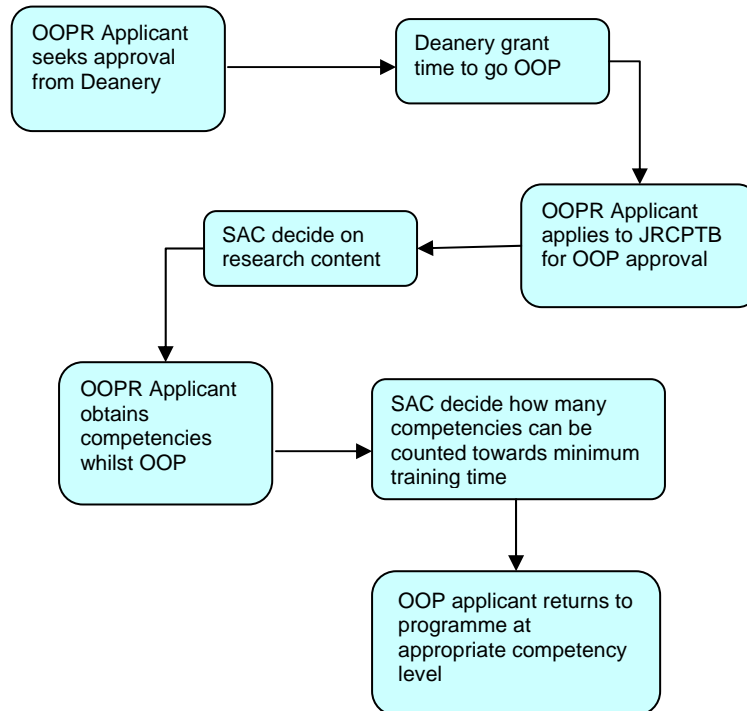 OOPR Applicant
seeks approval
from Deanery
Deanery grant
time to go OOP
OOPR Applicant
applies to JRCPTB
for OOP approval
SAC decide on
research content
OOPR Applicant
obtains
competencies
whilst OOP
SAC decide how many
competencies can be
counted towards minimum
training time
OOP applicant returns to
programme at
appropriate competency
level